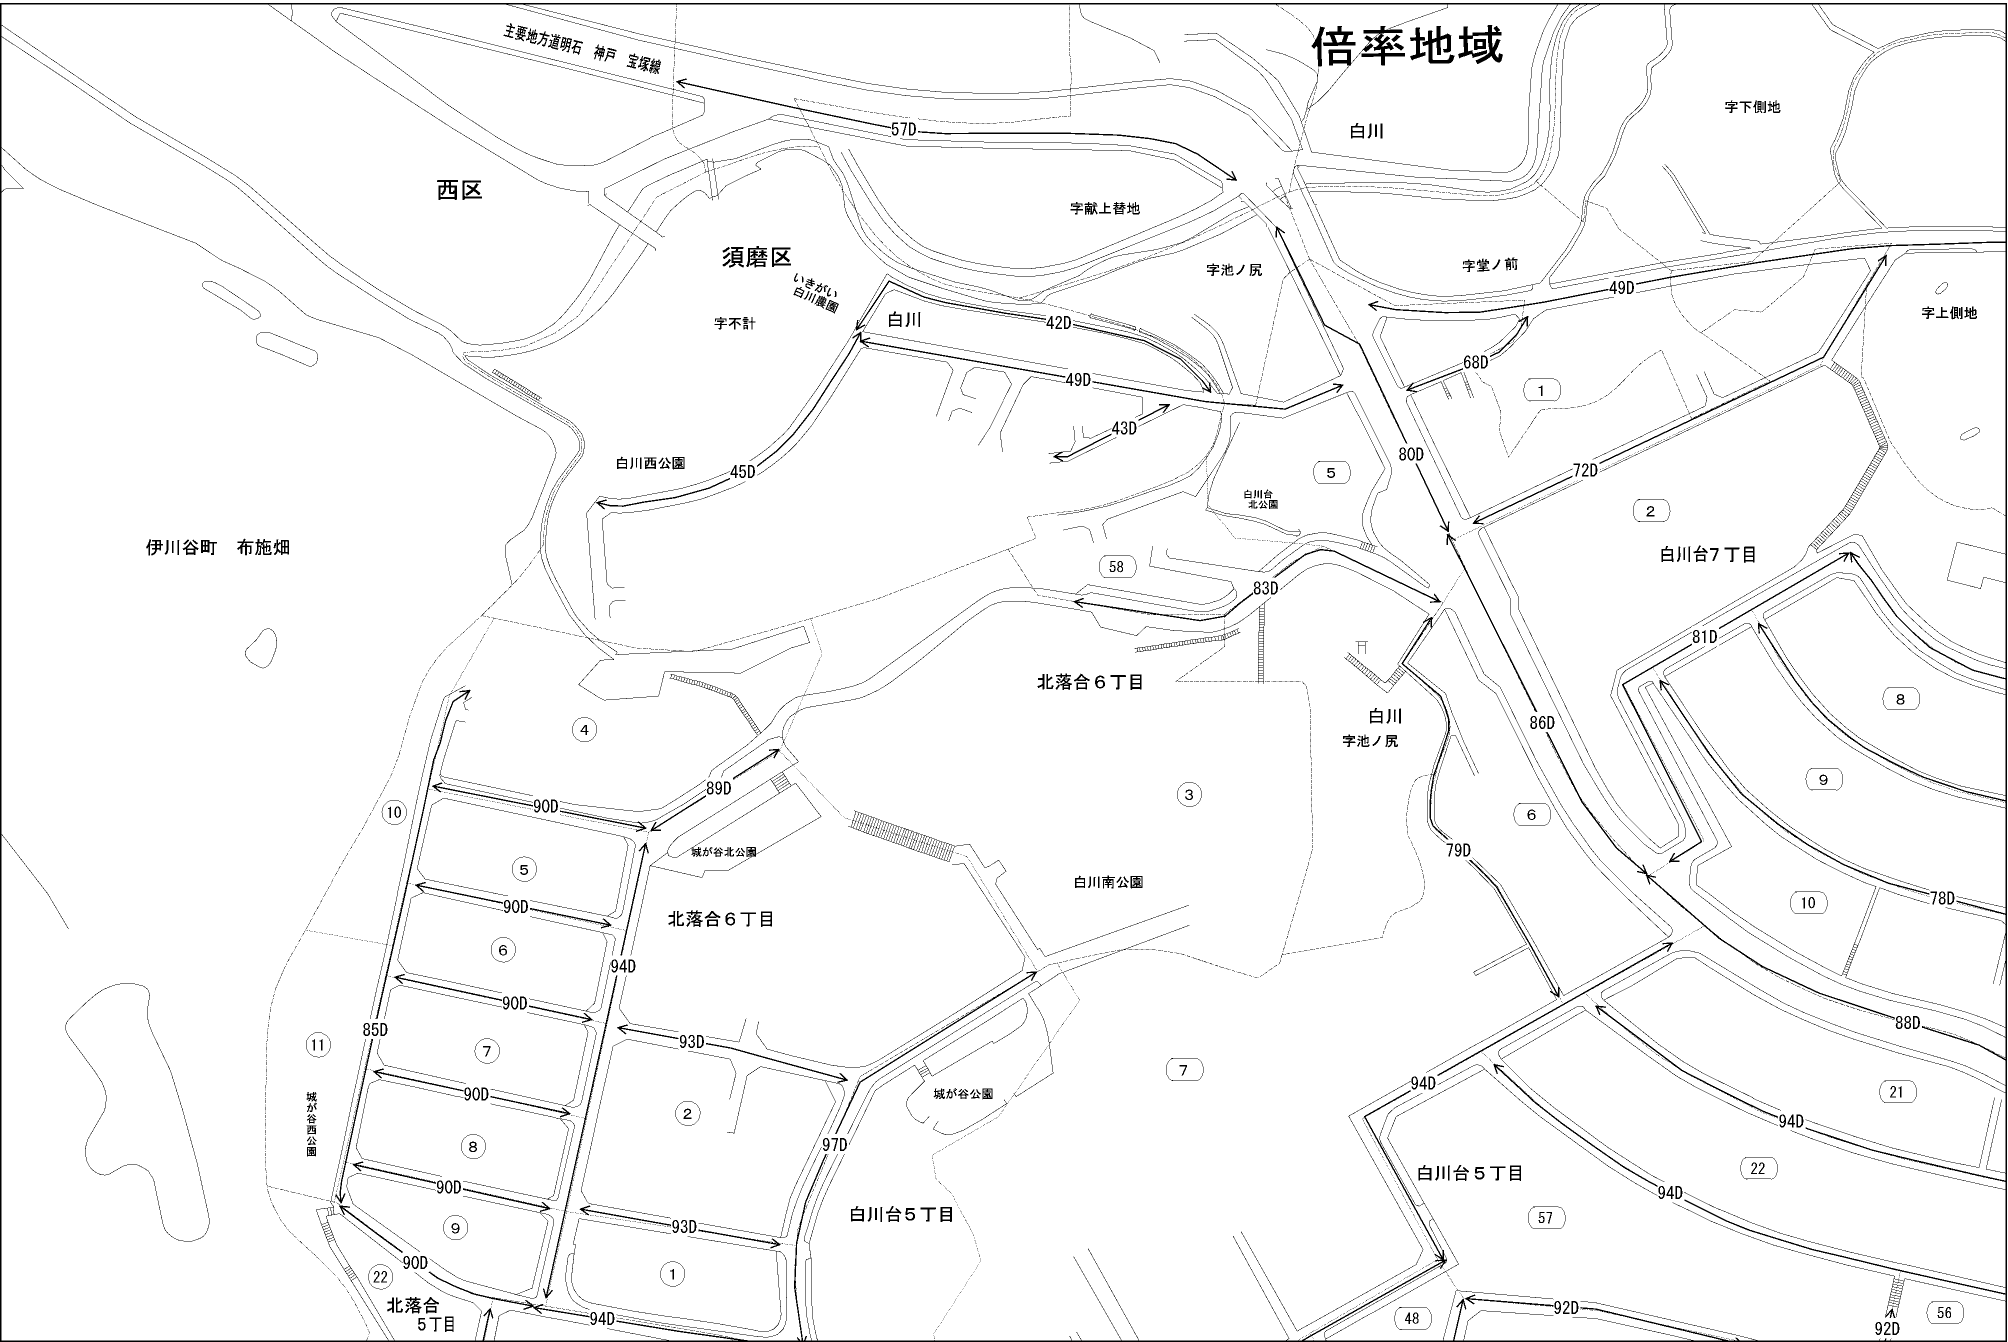 倍率地域
主要地方道明石　神戸　宝塚線
字下側地
57D
白川
西区
字献上替地
須磨区
字池ノ尻
字堂ノ前
いきがい
白川農園
49D
字上側地
字不計
白川
42D
68D
49D
1
43D
80D
白川西公園
45D
5
72D
白川台
北公園
2
伊川谷町　布施畑
白川台７丁目
58
83D
81D
北落合６丁目
8
白川
86D
4
字池ノ尻
9
89D
3
90D
10
6
城が谷北公園
79D
5
白川南公園
78D
90D
10
北落合６丁目
6
94D
90D
88D
85D
93D
11
7
7
94D
90D
城が谷公園
21
2
94D
城が谷西公園
8
97D
22
白川台５丁目
90D
94D
白川台５丁目
57
9
93D
90D
22
1
北落合
５丁目
94D
48
92D
56
92D